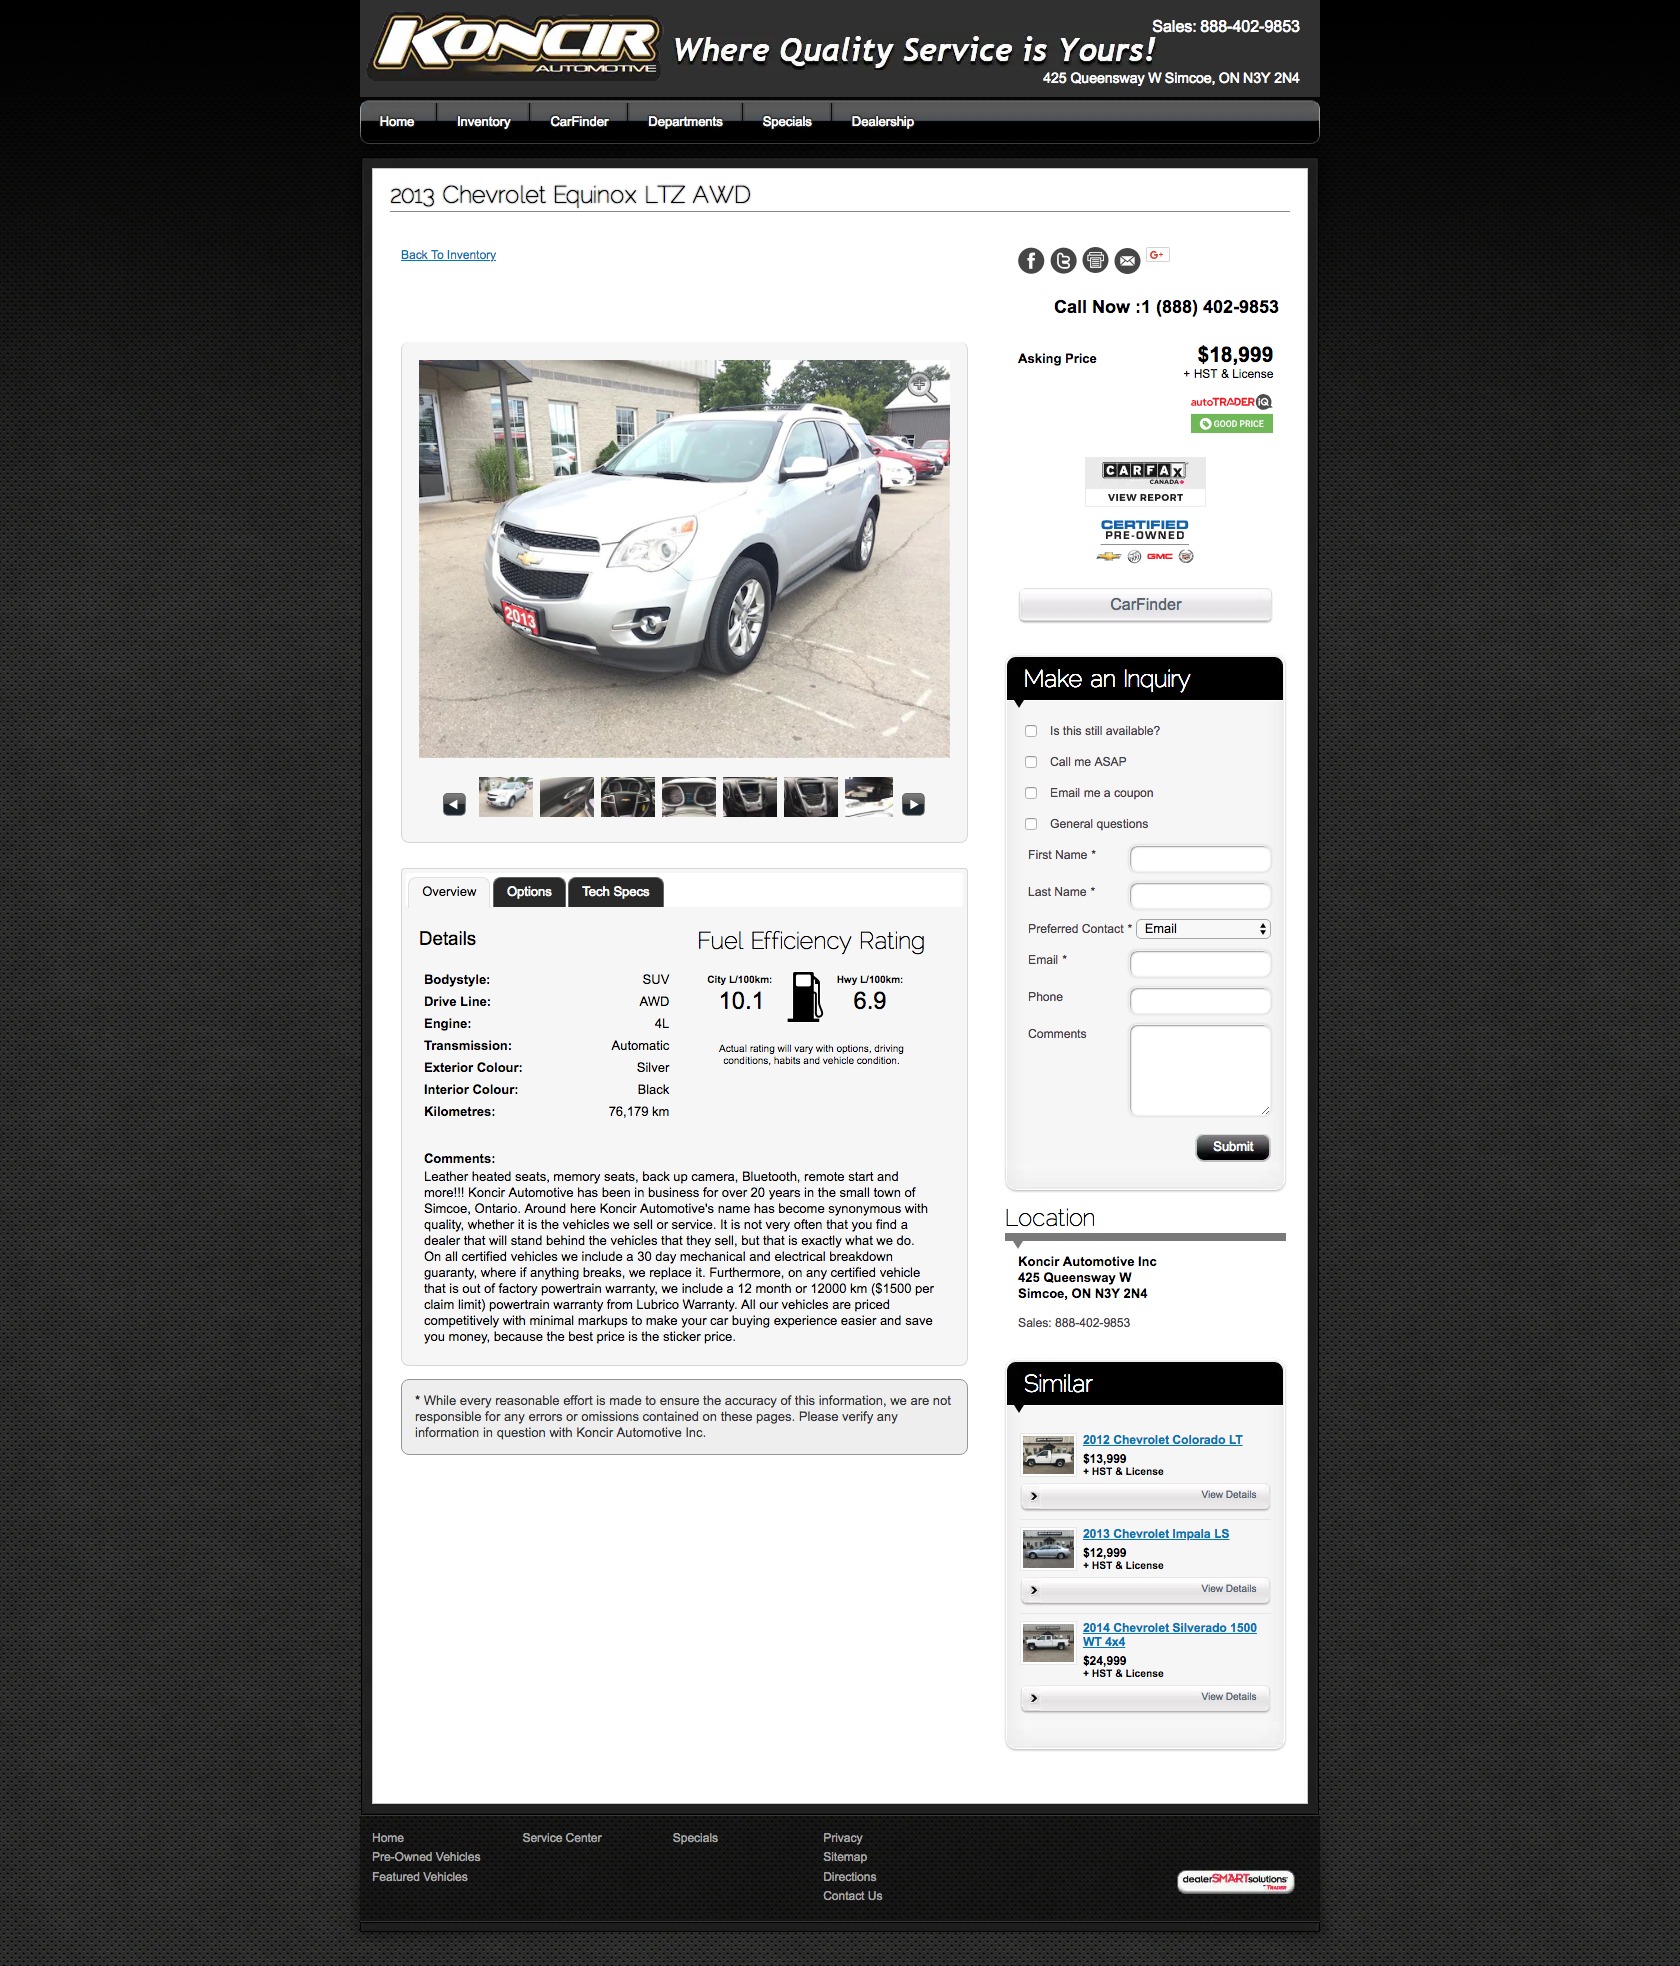 KONCIR
AUTOMOTIVE
Where Quality Service is Yours!
Sales: 888-402-9853
425 Queensway W Simcoe, ON N3Y 2N4
Home
Inventory
CarFinder
Departments
Specials
Dealership
2013 Chevrolet Equinox LTZ AWD
Back To Inventory
G+
Call Now :1 (888) 402-9853
Asking Price
$18,999
+ HST & License
autoTRADER IQ
GOOD PRICE
CARFAX
CANADA
VIEW REPORT
CERTIFIED
PRE-OWNED
GMC
CarFinder
2013
KONCIR
Make an Inquiry
Is this still available?
Call me ASAP
Email me a coupon
General questions
First Name *
Last Name *
Preferred Contact * Email
Email *
Phone
Comments
Submit
Overview
Options
Tech Specs
Details
Bodystyle: SUV
Drive Line: AWD
Engine: 4L
Transmission: Automatic
Exterior Colour: Silver
Interior Colour: Black
Kilometres: 76,179 km
Fuel Efficiency Rating
City L/100km:
10.1
Hwy L/100km:
6.9
Actual rating will vary with options, driving
conditions, habits and vehicle condition.
Comments:
Leather heated seats, memory seats, back up camera, Bluetooth, remote start and
more!!! Koncir Automotive has been in business for over 20 years in the small town of
Simcoe, Ontario. Around here Koncir Automotive's name has become synonymous with
quality, whether it is the vehicles we sell or service. It is not very often that you find a
dealer that will stand behind the vehicles that they sell, but that is exactly what we do.
On all certified vehicles we include a 30 day mechanical and electrical breakdown
guaranty, where if anything breaks, we replace it. Furthermore, on any certified vehicle
that is out of factory powertrain warranty, we include a 12 month or 12000 km ($1500 per
claim limit) powertrain warranty from Lubrico Warranty. All our vehicles are priced
competitively with minimal markups to make your car buying experience easier and save
you money, because the best price is the sticker price.
* While every reasonable effort is made to ensure the accuracy of this information, we are not
responsible for any errors or omissions contained on these pages. Please verify any
information in question with Koncir Automotive Inc.
Location
Koncir Automotive Inc
425 Queensway W
Simcoe, ON N3Y 2N4
Sales: 888-402-9853
Similar
2012 Chevrolet Colorado LT
$13,999
+ HST & License
View Details
2013 Chevrolet Impala LS
$12,999
+ HST & License
View Details
2014 Chevrolet Silverado 1500
WT 4x4
$24,999
+ HST & License
View Details
Home
Pre-Owned Vehicles
Featured Vehicles
Service Center
Specials
Privacy
Sitemap
Directions
Contact Us
dealerSMARTsolutions
by TRADER